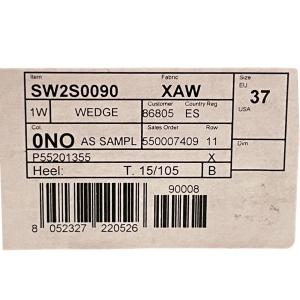 Item Fabric Size
SW2S0090 XAW EU 37
Customer Country Reg USA
1W WEDGE 86805 ES
Col. Sales Order Row
0NO AS SAMPL 550007409 11 Uvn
P55201355 X
Heel: T. 15/105 B
90008
8 052327 220526